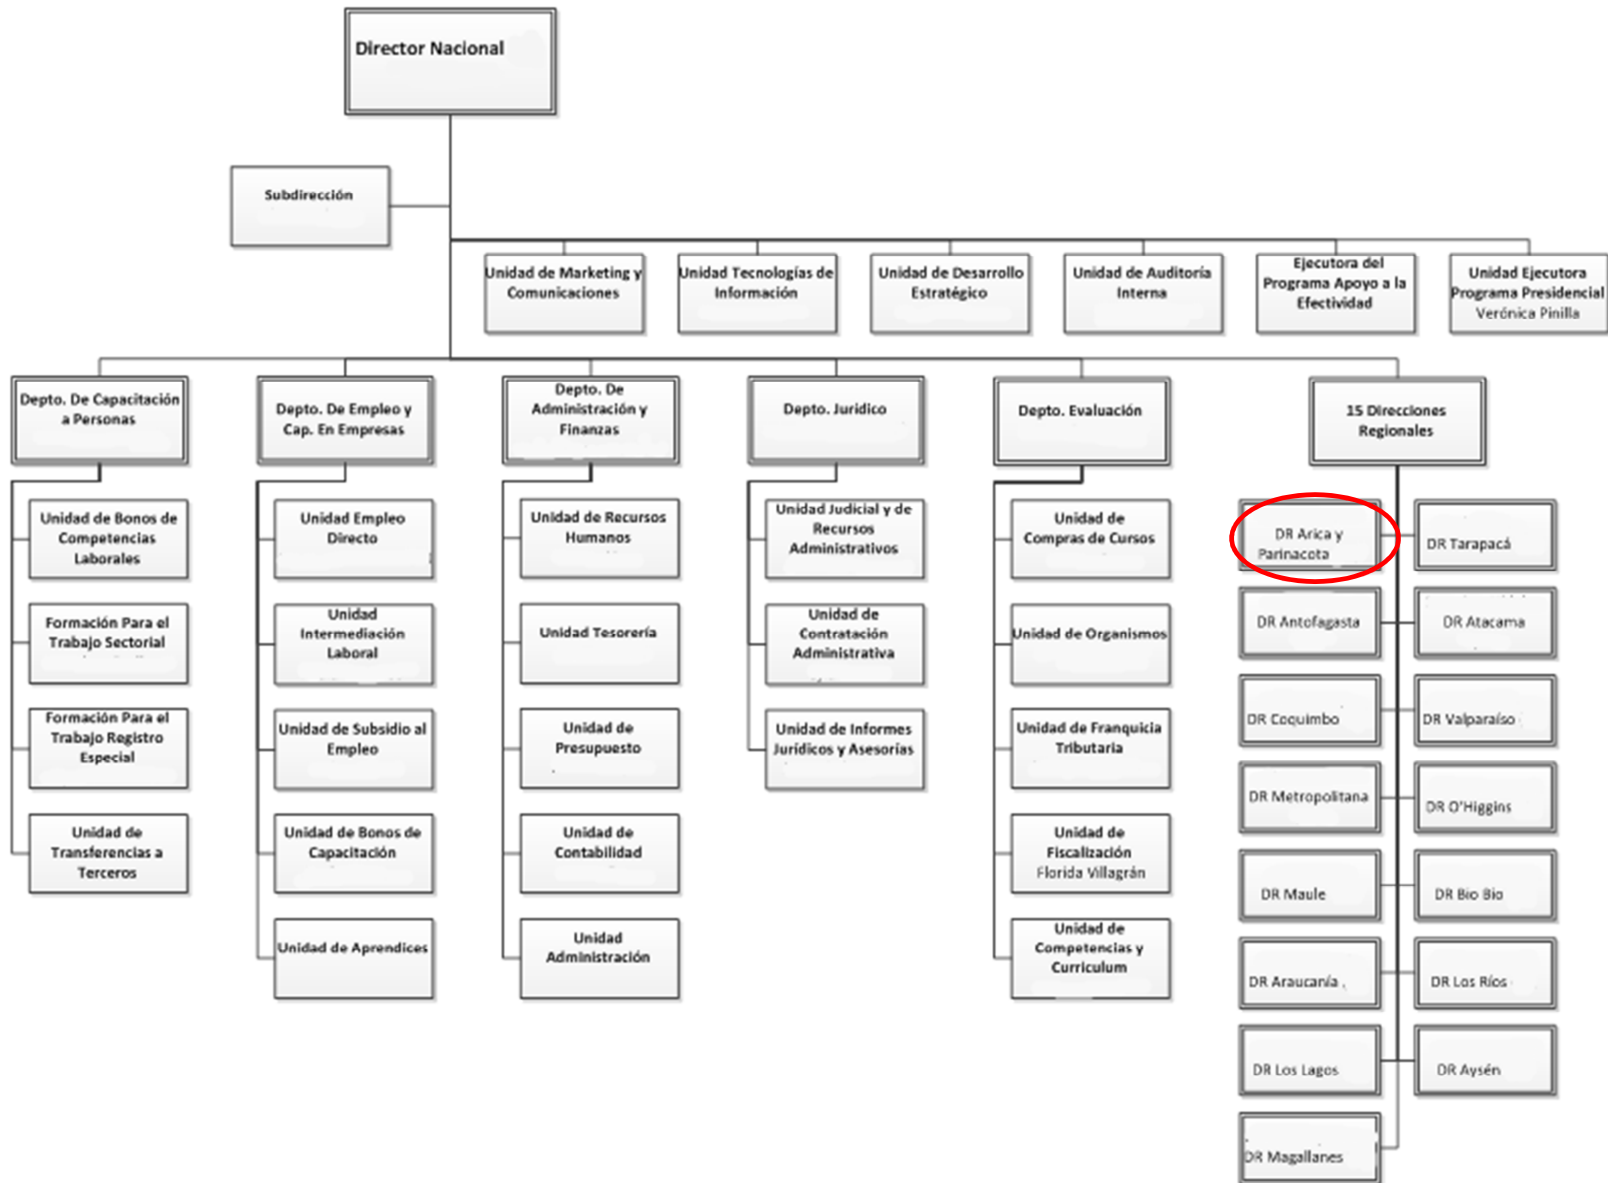 Director Nacional
Subdirección
Unidad de Marketing y
Comunicaciones
Unidad Tecnologías de
Información
Unidad de Desarrollo
Estratégico
Unidad de Auditoría
Interna
Ejecutora del
Programa Apoyo a la
Efectividad
Unidad Ejecutora
Programa Presidencial
Verónica Pinilla
Depto. De Capacitación
a Personas
Depto. De Empleo y
Cap. En Empresas
Depto. De
Administración y
Finanzas
Depto. Juridico
Depto. Evaluación
15 Direcciones
Regionales
Unidad de Bonos de
Competencias
Laborales
Formación Para el
Trabajo Sectorial
Formación Para el
Trabajo Registro
Especial
Unidad de
Transferencias a
Terceros
Unidad Empleo
Directo
Unidad
Intermediación
Laboral
Unidad de Subsidio al
Empleo
Unidad de Bonos de
Capacitación
Unidad de Aprendices
Unidad de Recursos
Humanos
Unidad Tesorería
Unidad de
Presupuesto
Unidad de
Contabilidad
Unidad
Administración
Unidad Judicial y de
Recursos
Administrativos
Unidad de
Contratación
Administrativa
Unidad de Informes
Jurídicos y Asesorías
Unidad de
Compras de Cursos
Unidad de Organismos
Unidad de Franquicia
Tributaria
Unidad de
Fiscalización
Florida Villagrán
Unidad de
Competencias y
Curriculum
DR Arica y
Parinacota
DR Tarapacá
DR Antofagasta
DR Atacama
DR Coquimbo
DR Valparaíso
DR Metropolitana
DR O'Higgins
DR Maule
DR Bio Bio
DR Araucanía
DR Los Ríos
DR Los Lagos
DR Aysén
DR Magallanes